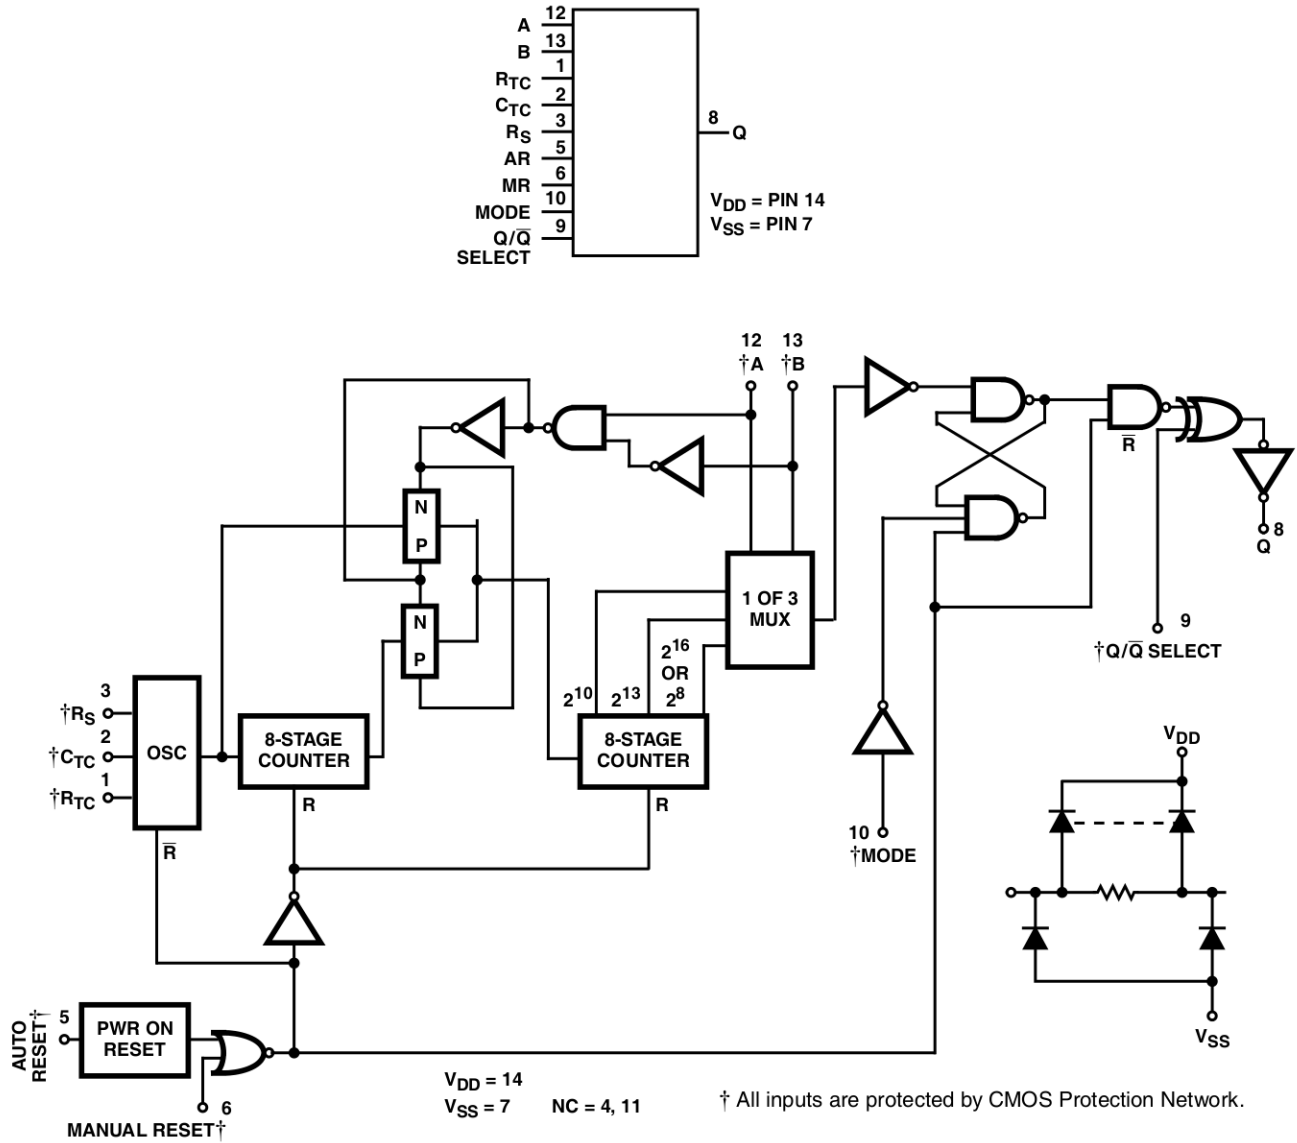 12
A
13
B
1
RTC
2
CTC
3
RS
5
AR
6
MR
10
MODE
9
Q/Q̅
SELECT
8
Q
VDD = PIN 14
VSS = PIN 7
12
†A
13
†B
N
P
N
P
1 OF 3
MUX
2^16
OR
2^10
2^13
2^8
R̅
8
Q
9
†Q/Q̅ SELECT
3
†RS
2
†CTC
1
†RTC
OSC
R̅
8-STAGE
COUNTER
R
8-STAGE
COUNTER
R
10
†MODE
VDD
VSS
AUTO
RESET†
5
PWR ON
RESET
6
MANUAL RESET†
VDD = 14
VSS = 7
NC = 4, 11
† All inputs are protected by CMOS Protection Network.